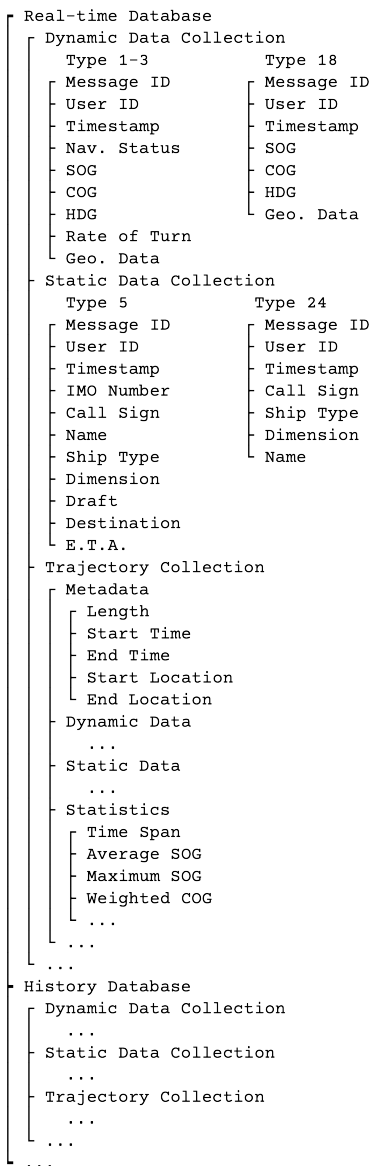 Real-time Database
Dynamic Data Collection
Type 1-3 Type 18
Message ID Message ID
User ID User ID
Timestamp Timestamp
Nav. Status SOG
SOG COG
COG HDG
HDG Geo. Data
Rate of Turn
Geo. Data
Static Data Collection
Type 5 Type 24
Message ID Message ID
User ID User ID
Timestamp Timestamp
IMO Number Call Sign
Call Sign Ship Type
Name Dimension
Ship Type Name
Dimension
Draft
Destination
E.T.A.
Trajectory Collection
Metadata
Length
Start Time
End Time
Start Location
End Location
Dynamic Data
...
Static Data
...
Statistics
Time Span
Average SOG
Maximum SOG
Weighted COG
...
...
...
History Database
Dynamic Data Collection
...
Static Data Collection
...
Trajectory Collection
...
...
...